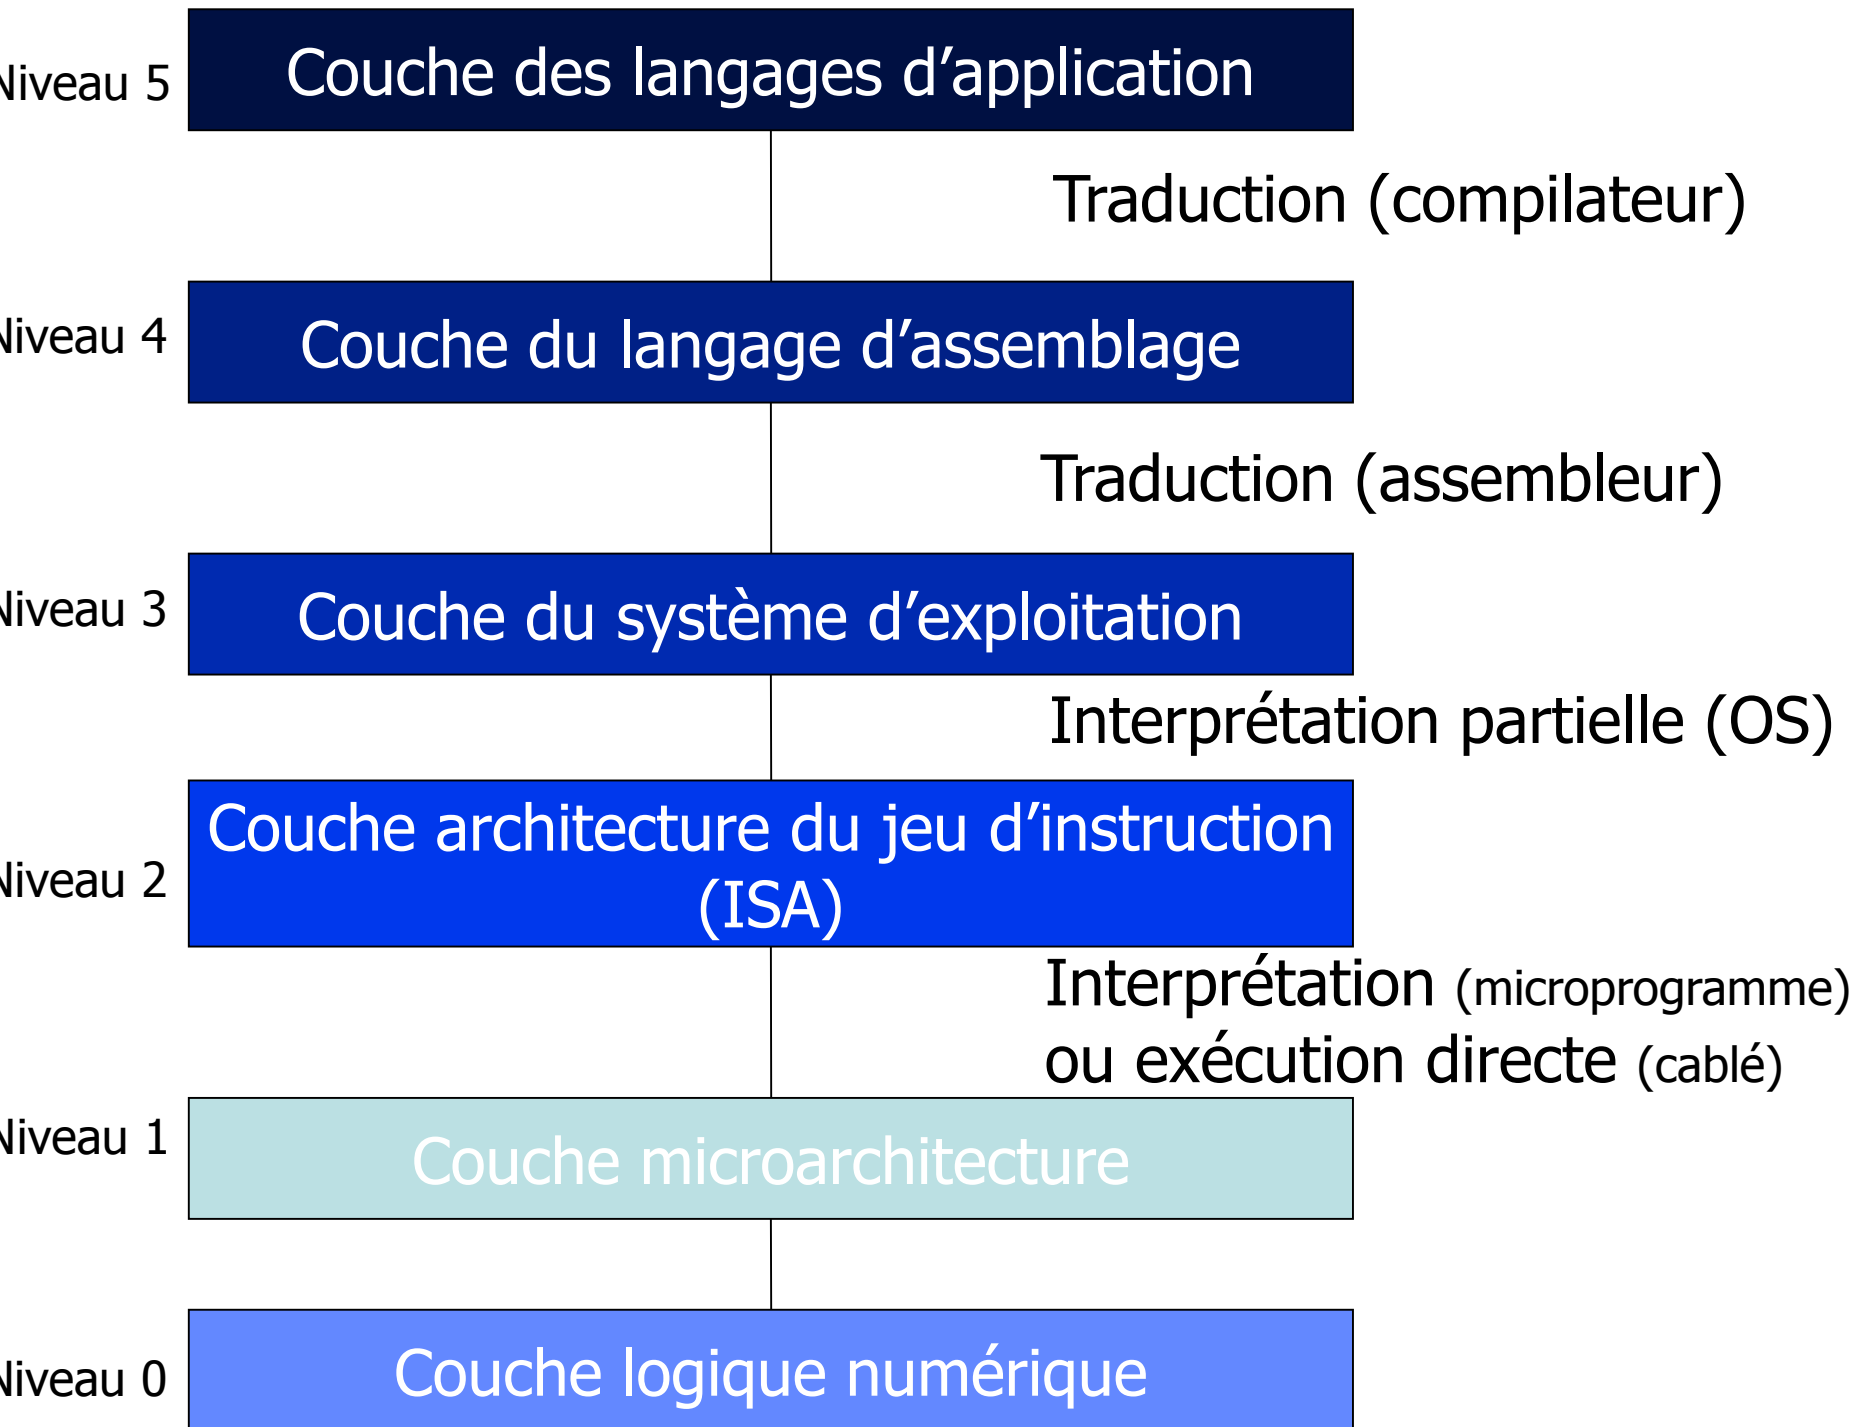 Niveau 5
Couche des langages d’application
Traduction (compilateur)
Niveau 4
Couche du langage d’assemblage
Traduction (assembleur)
Niveau 3
Couche du système d’exploitation
Interprétation partielle (OS)
Couche architecture du jeu d’instruction
Niveau 2
(ISA)
Interprétation (microprogramme)
ou exécution directe (cablé)
Niveau 1
Couche microarchitecture
Niveau 0
Couche logique numérique